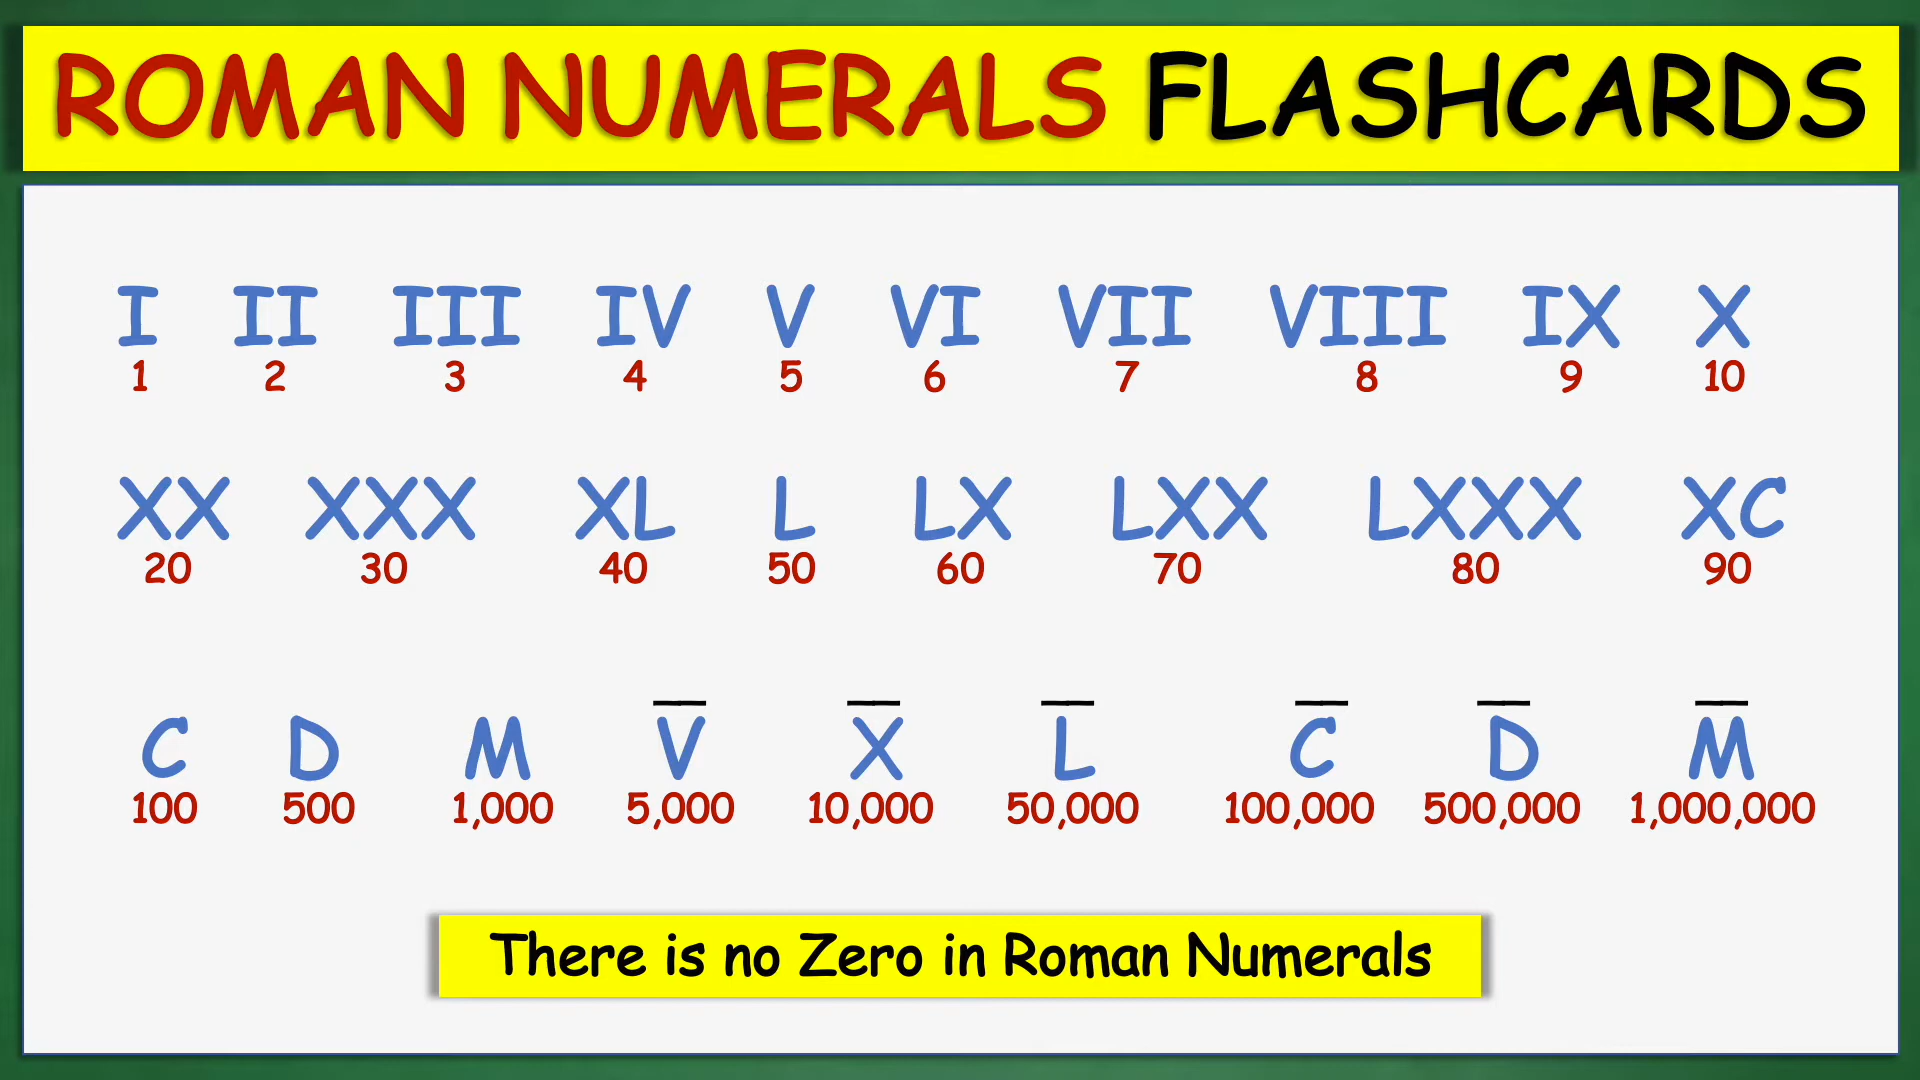 ROMAN NUMERALS FLASHCARDS
I II III IV V VI VII VIII IX X
1 2 3 4 5 6 7 8 9 10
XX XXX XL L LX LXX LXXX XC
20 30 40 50 60 70 80 90
C D M V̅ X̅ L̅ C̅ D̅ M̅
100 500 1,000 5,000 10,000 50,000 100,000 500,000 1,000,000
There is no Zero in Roman Numerals